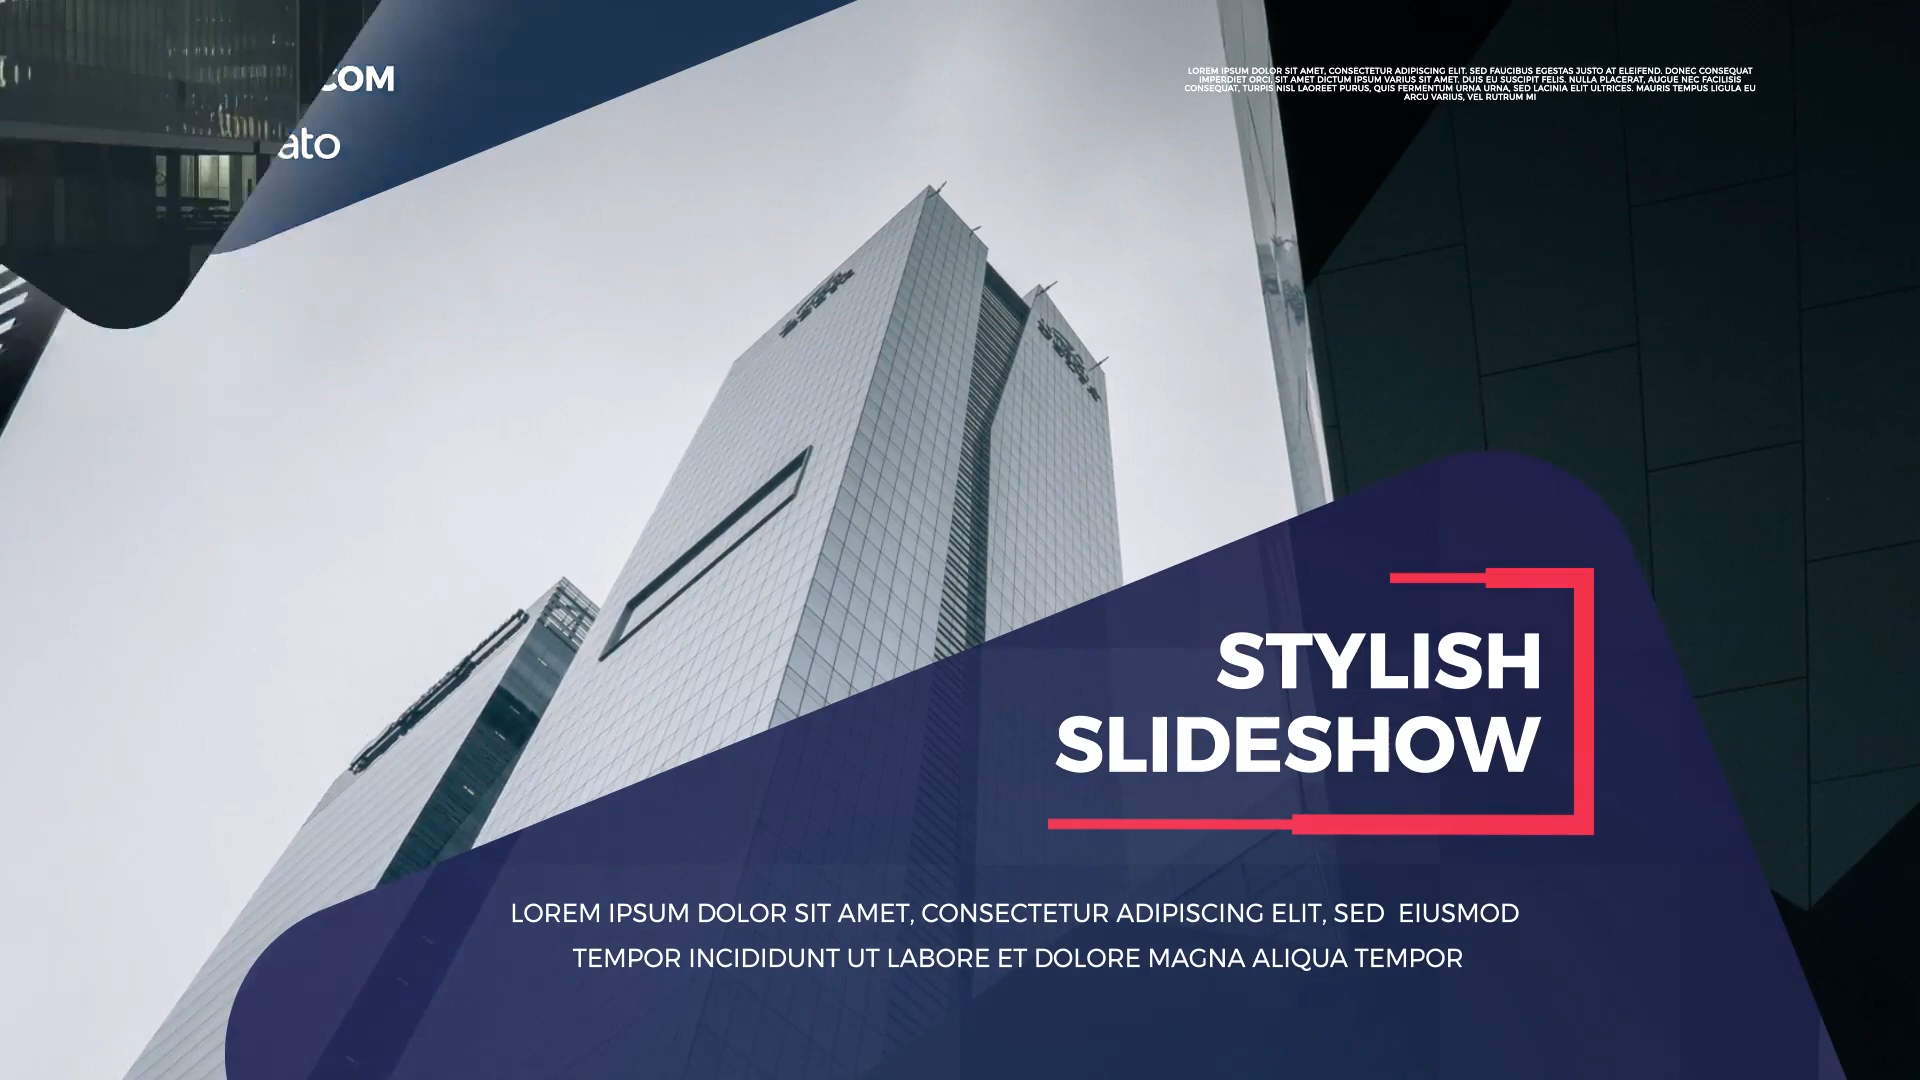 COM
ato
LOREM IPSUM DOLOR SIT AMET, CONSECTETUR ADIPISCING ELIT. SED FAUCIBUS EGESTAS JUSTO AT ELEIFEND. DONEC CONSEQUAT
IMPERDIET ORCI, SIT AMET DICTUM IPSUM VARIUS SIT AMET. DUIS EU SUSCIPIT FELIS. NULLA PLACERAT, AUGUE NEC FACILISIS
CONSEQUAT, TURPIS NISL LAOREET PURUS, QUIS FERMENTUM URNA URNA, SED LACINIA ELIT ULTRICES. MAURIS TEMPUS LIGULA EU
ARCU VARIUS, VEL RUTRUM MI
STYLISH
SLIDESHOW
LOREM IPSUM DOLOR SIT AMET, CONSECTETUR ADIPISCING ELIT, SED EIUSMOD
TEMPOR INCIDIDUNT UT LABORE ET DOLORE MAGNA ALIQUA TEMPOR